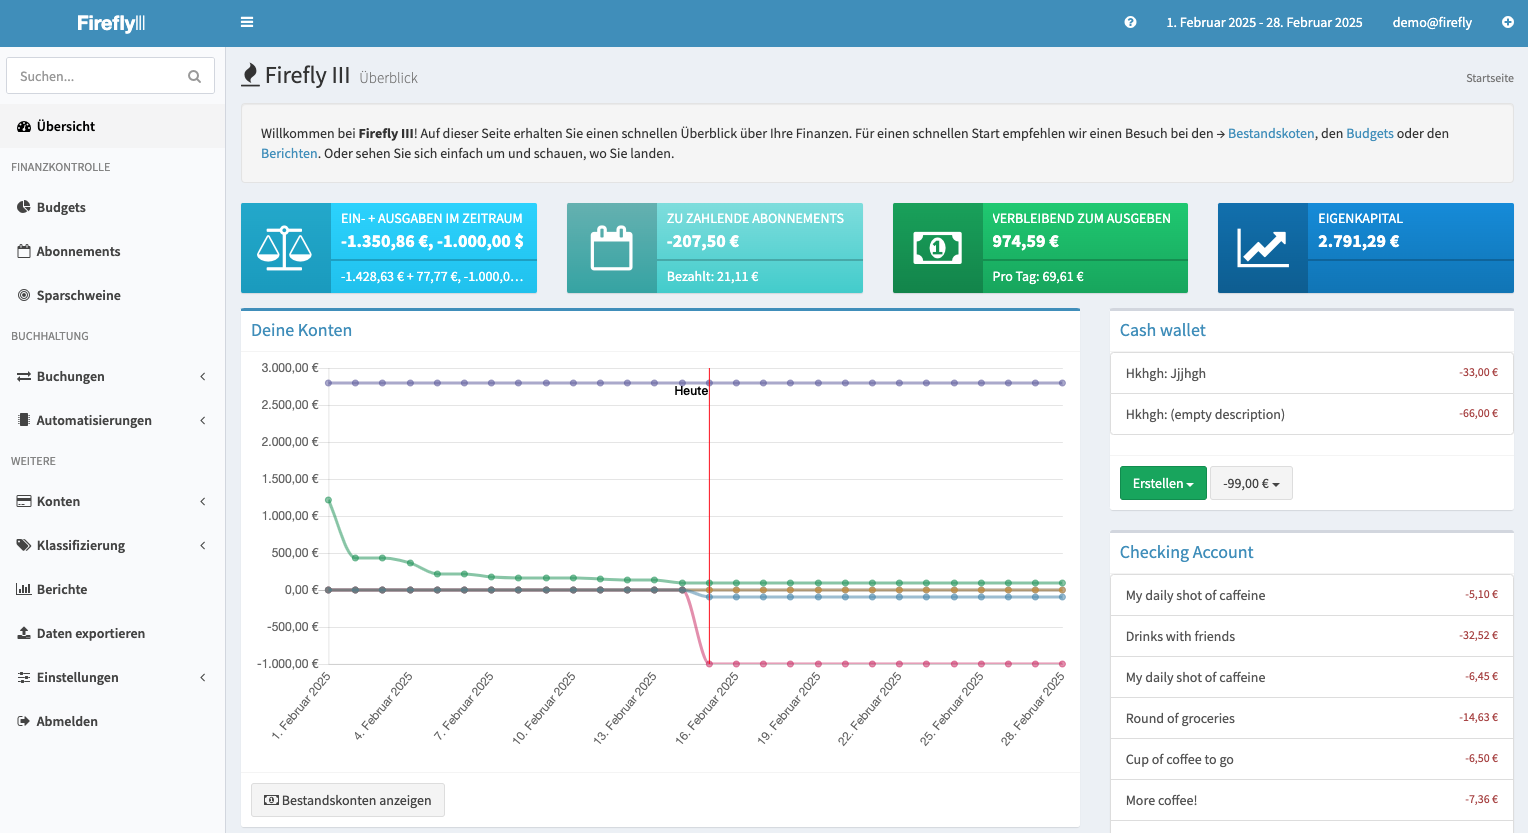 FireflyIII
1. Februar 2025 - 28. Februar 2025
demo@firefly
Suchen...
Übersicht
FINANZKONTROLLE
Budgets
Abonnements
Sparschweine
BUCHHALTUNG
Buchungen
Automatisierungen
WEITERE
Konten
Klassifizierung
Berichte
Daten exportieren
Einstellungen
Abmelden
Firefly III Überblick
Startseite
Willkommen bei Firefly III! Auf dieser Seite erhalten Sie einen schnellen Überblick über Ihre Finanzen. Für einen schnellen Start empfehlen wir einen Besuch bei den → Bestandskoten, den Budgets oder den
Berichten. Oder sehen Sie sich einfach um und schauen, wo Sie landen.
EIN- + AUSGABEN IM ZEITRAUM
-1.350,86 €, -1.000,00 $
-1.428,63 € + 77,77 €, -1.000,0…
ZU ZAHLENDE ABONNEMENTS
-207,50 €
Bezahlt: 21,11 €
VERBLEIBEND ZUM AUSGEBEN
974,59 €
Pro Tag: 69,61 €
EIGENKAPITAL
2.791,29 €
Deine Konten
3.000,00 €
2.500,00 €
2.000,00 €
1.500,00 €
1.000,00 €
500,00 €
0,00 €
-500,00 €
-1.000,00 €
Heute
1. Februar 2025
4. Februar 2025
7. Februar 2025
10. Februar 2025
13. Februar 2025
16. Februar 2025
19. Februar 2025
22. Februar 2025
25. Februar 2025
28. Februar 2025
Bestandskonten anzeigen
Cash wallet
Hkhgh: Jjjhgh -33,00 €
Hkhgh: (empty description) -66,00 €
Erstellen -99,00 €
Checking Account
My daily shot of caffeine -5,10 €
Drinks with friends -32,52 €
My daily shot of caffeine -6,45 €
Round of groceries -14,63 €
Cup of coffee to go -6,50 €
More coffee! -7,36 €